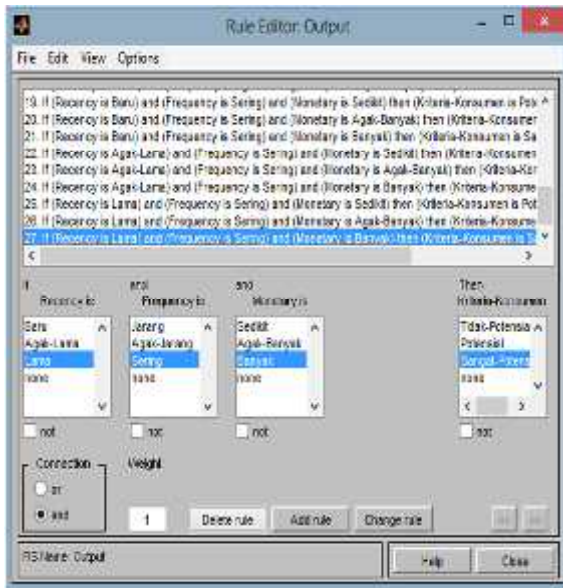 Rule Editor: Output
File Edit View Options
19. If (Recency is Baru) and (Frequency is Sering) and (Monetary is Sedikit) then (Kriteria-Konsumen is Pote
20. If (Recency is Baru) and (Frequency is Sering) and (Monetary is Agak-Banyak) then (Kriteria-Konsumen
21. If (Recency is Baru) and (Frequency is Sering) and (Monetary is Banyak) then (Kriteria-Konsumen is Sa
22. If (Recency is Agak-Lama) and (Frequency is Sering) and (Monetary is Sedikit) then (Kriteria-Konsumen
23. If (Recency is Agak-Lama) and (Frequency is Sering) and (Monetary is Agak-Banyak) then (Kriteria-Kons
24. If (Recency is Agak-Lama) and (Frequency is Sering) and (Monetary is Banyak) then (Kriteria-Konsume
25. If (Recency is Lama) and (Frequency is Sering) and (Monetary is Sedikit) then (Kriteria-Konsumen is Pot
26. If (Recency is Lama) and (Frequency is Sering) and (Monetary is Agak-Banyak) then (Kriteria-Konsume
27. If (Recency is Lama) and (Frequency is Sering) and (Monetary is Banyak) then (Kriteria-Konsumen is S
If and and Then
Recency is Frequency is Monetary is Kriteria-Konsumen
Baru Jarang Sedikit Tidak-Potensia
Agak-Lama Agak-Jarang Agak-Banyak Potensial
Lama Sering Banyak Sangat-Potens
none none none none
not not not not
Connection Weight:
or
and 1 Delete rule Add rule Change rule << >>
FIS Name: Output Help Close